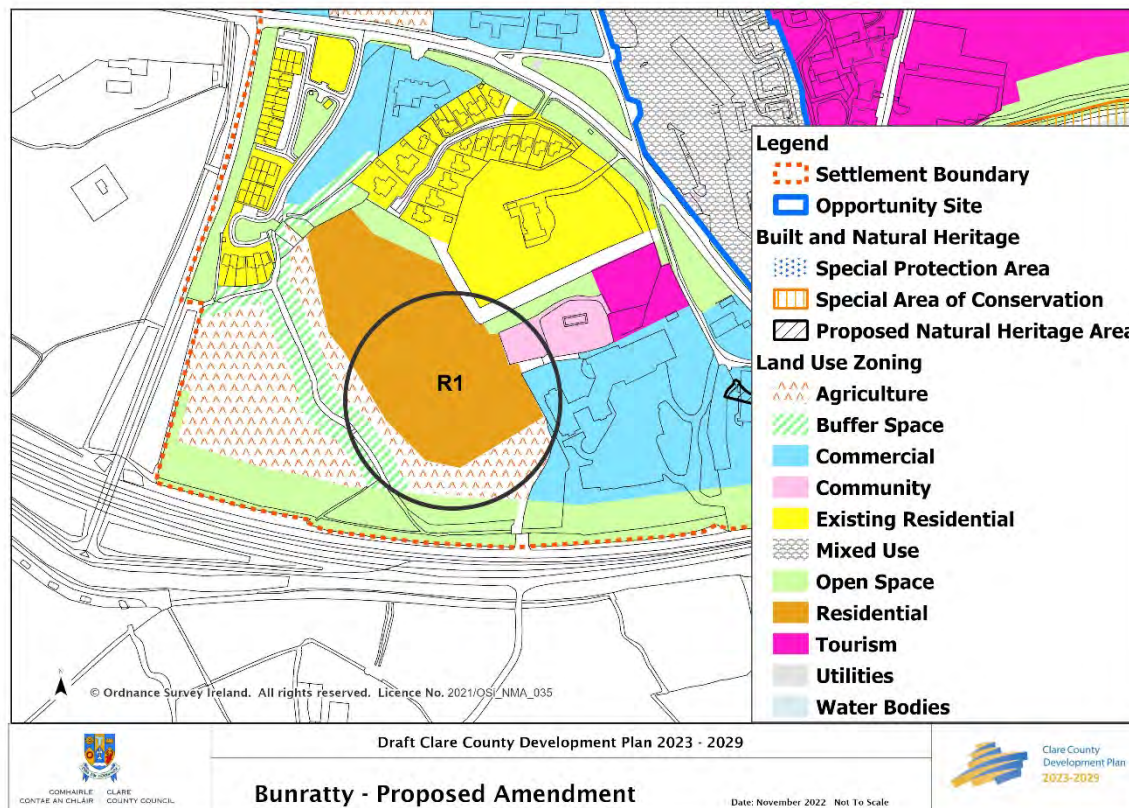 R1
Legend
Settlement Boundary
Opportunity Site
Built and Natural Heritage
Special Protection Area
Special Area of Conservation
Proposed Natural Heritage Area
Land Use Zoning
Agriculture
Buffer Space
Commercial
Community
Existing Residential
Mixed Use
Open Space
Residential
Tourism
Utilities
Water Bodies
N
© Ordnance Survey Ireland. All rights reserved. Licence No. 2021/OSI_NMA_035
COMHAIRLE CONTAE AN CHLÁIR
CLARE COUNTY COUNCIL
Draft Clare County Development Plan 2023 - 2029
Bunratty - Proposed Amendment
Date: November 2022 Not To Scale
Clare County
Development Plan
2023-2029